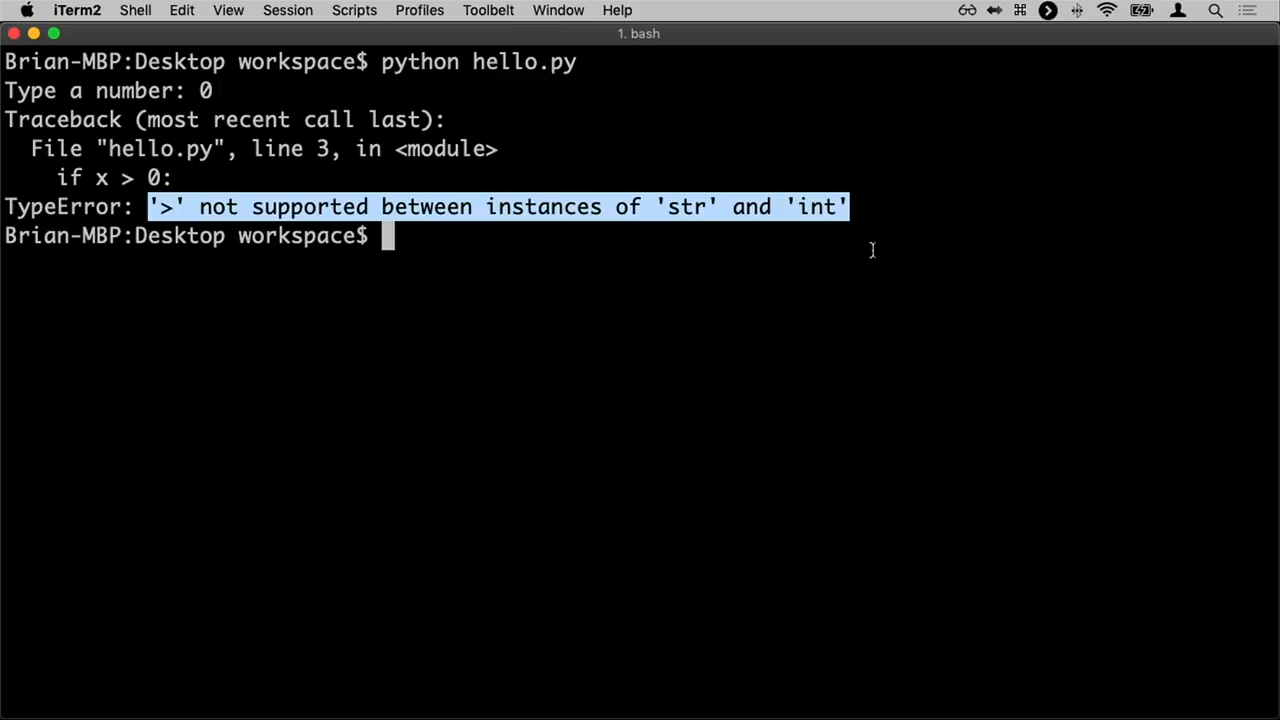 iTerm2 Shell Edit View Session Scripts Profiles Toolbelt Window Help
1. bash
Brian-MBP:Desktop workspace$ python hello.py
Type a number: 0
Traceback (most recent call last):
  File "hello.py", line 3, in <module>
    if x > 0:
TypeError: '>' not supported between instances of 'str' and 'int'
Brian-MBP:Desktop workspace$